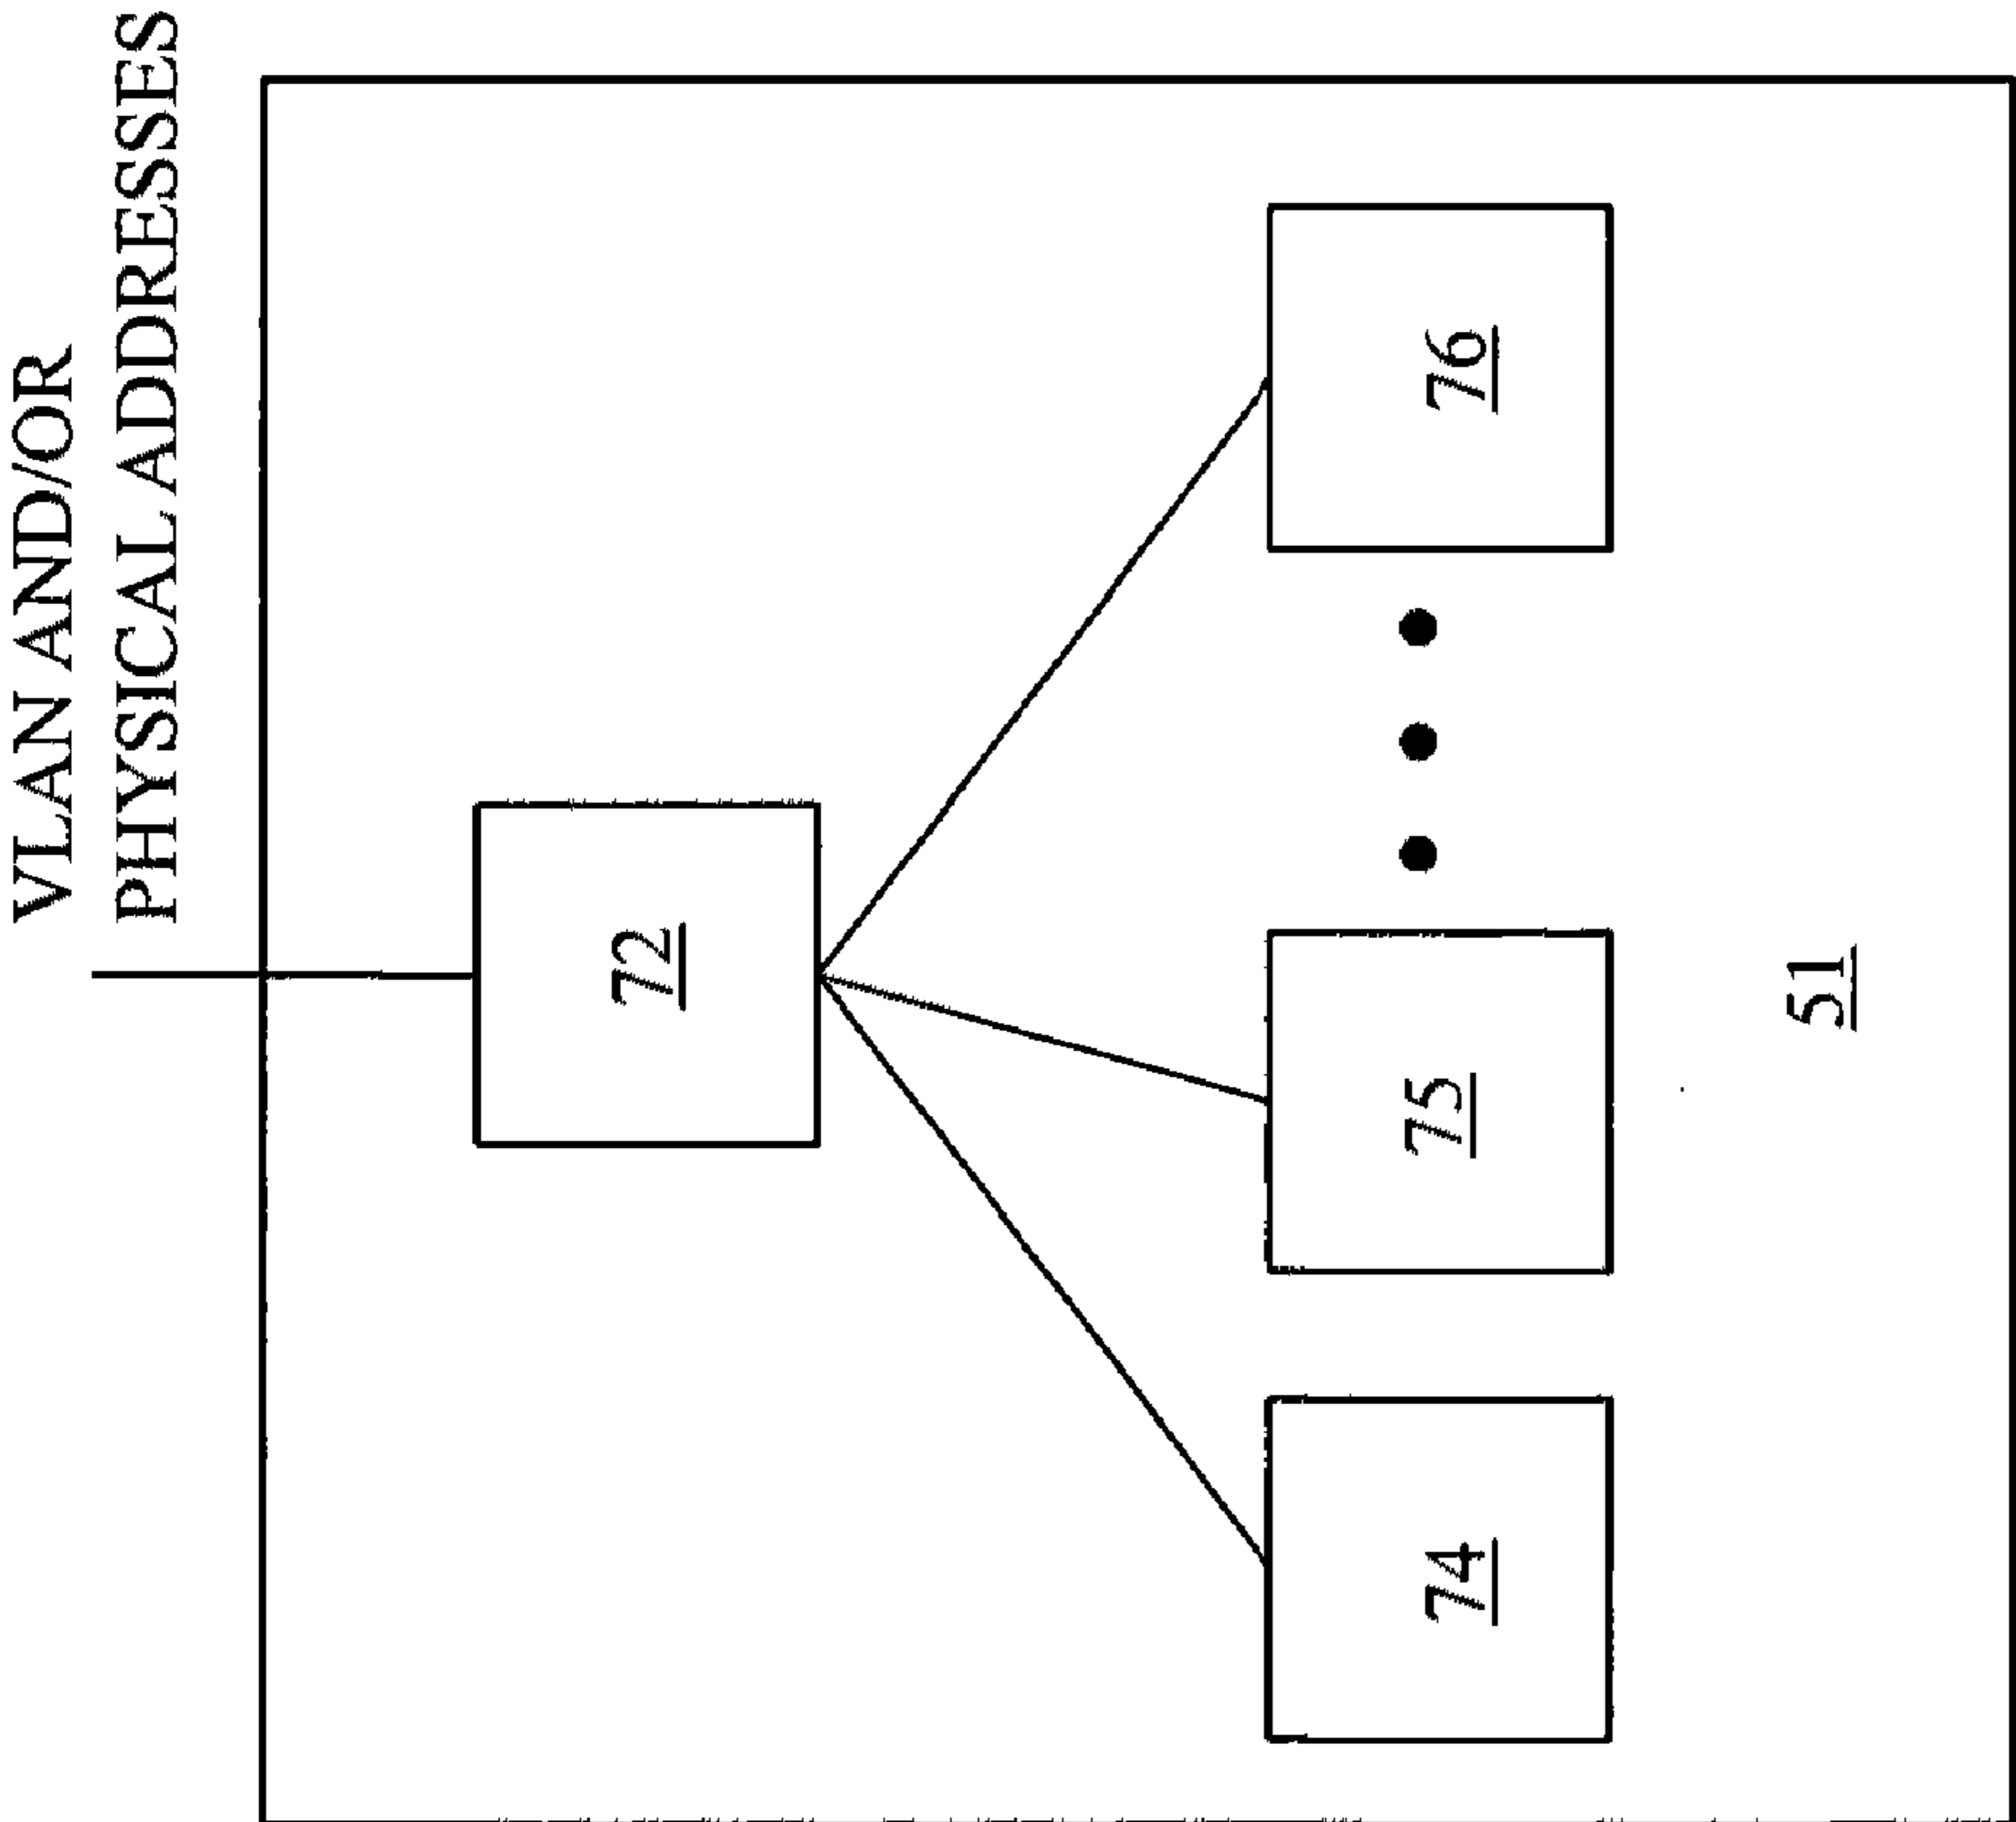 VLAN AND/OR
PHYSICAL ADDRESSES
72
74
75
76
51